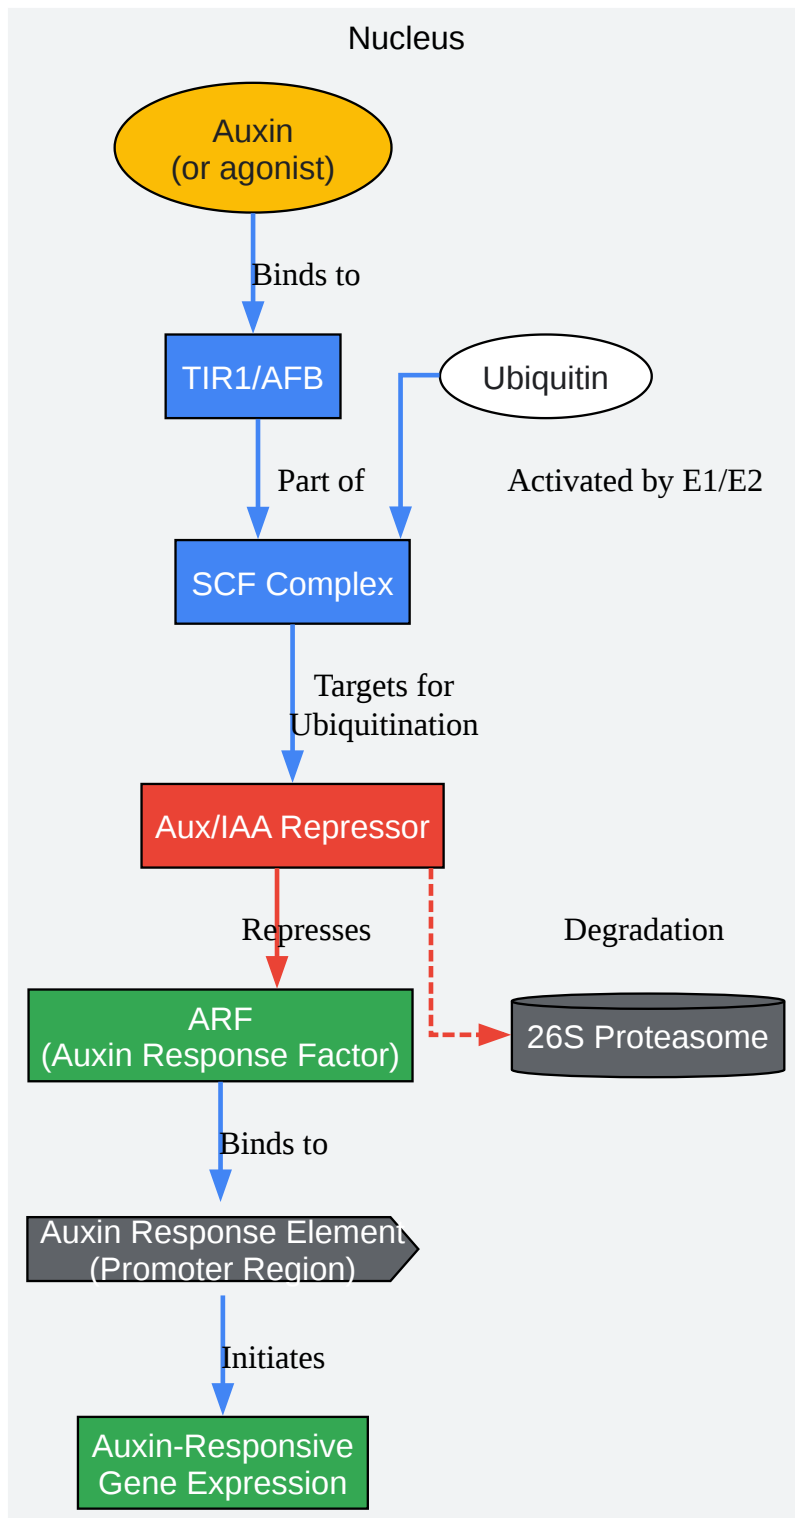 Nucleus
Auxin
(or agonist)
Binds to
TIR1/AFB
Ubiquitin
Part of
Activated by E1/E2
SCF Complex
Targets for
Ubiquitination
Aux/IAA Repressor
Represses
Degradation
ARF
(Auxin Response Factor)
26S Proteasome
Binds to
Auxin Response Element
(Promoter Region)
Initiates
Auxin-Responsive
Gene Expression